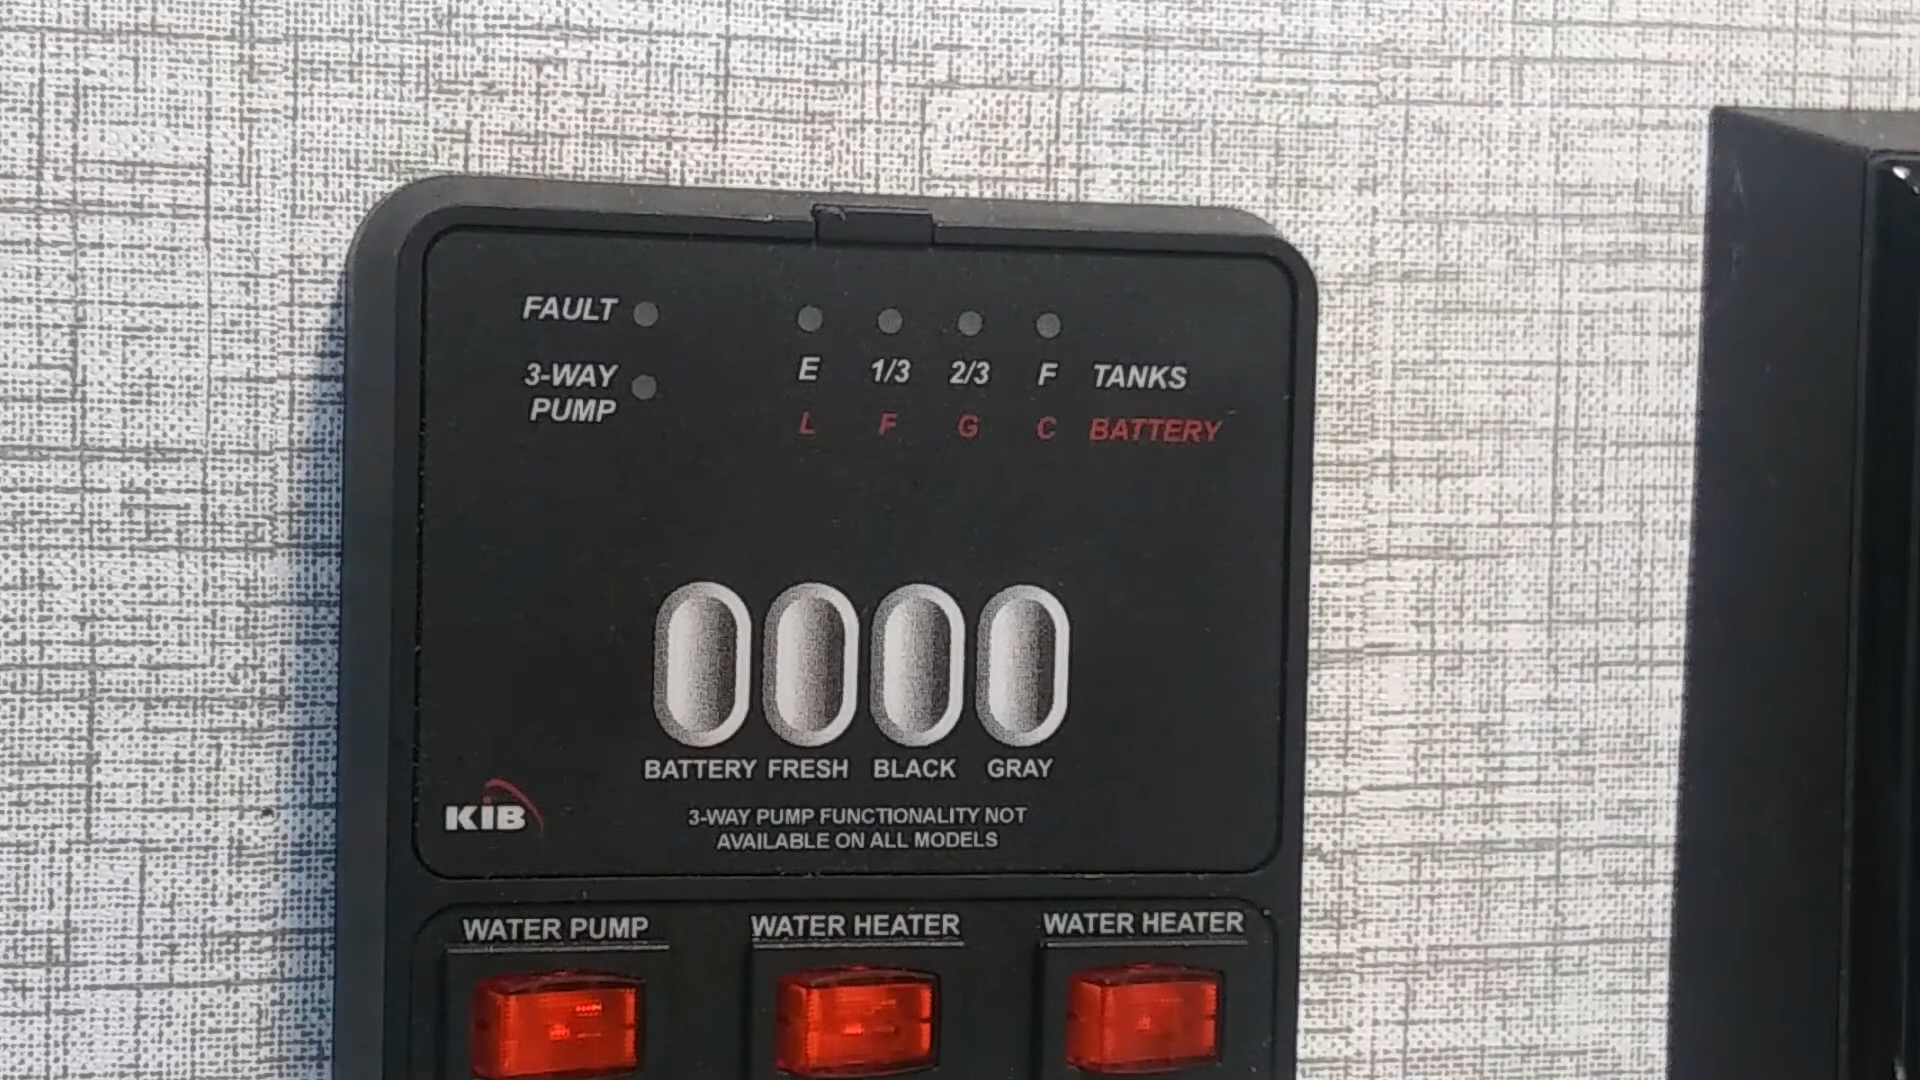 FAULT
3-WAY
PUMP
E 1/3 2/3 F TANKS
L F G C BATTERY
BATTERY FRESH BLACK GRAY
KIB
3-WAY PUMP FUNCTIONALITY NOT
AVAILABLE ON ALL MODELS
WATER PUMP WATER HEATER WATER HEATER